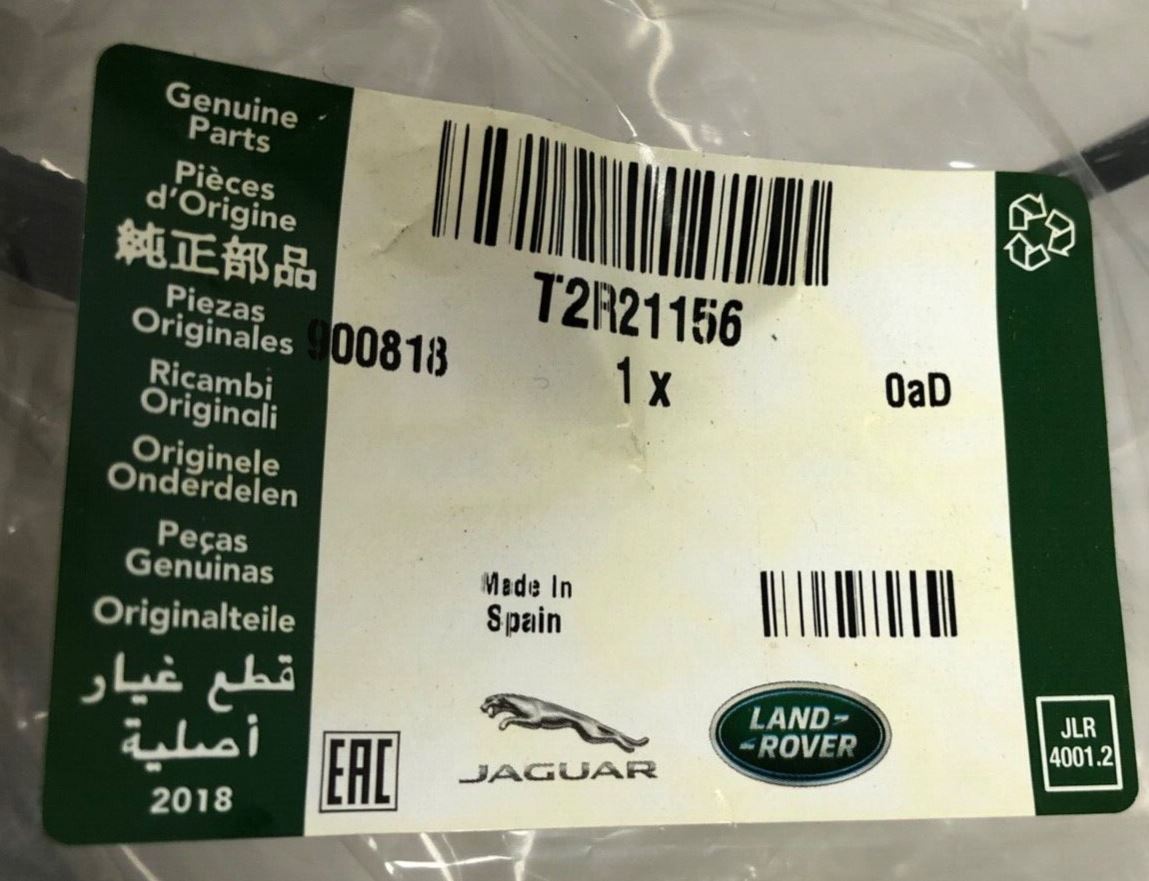 Genuine
Parts
Pièces
d'Origine
純正部品
Piezas
Originales
Ricambi
Originali
Originele
Onderdelen
Peças
Genuinas
Originalteile
قطع غيار
أصلية
2018
T2R21156
900818
1 x
0aD
Made In
Spain
EAC
JAGUAR
LAND-
-ROVER
JLR
4001.2